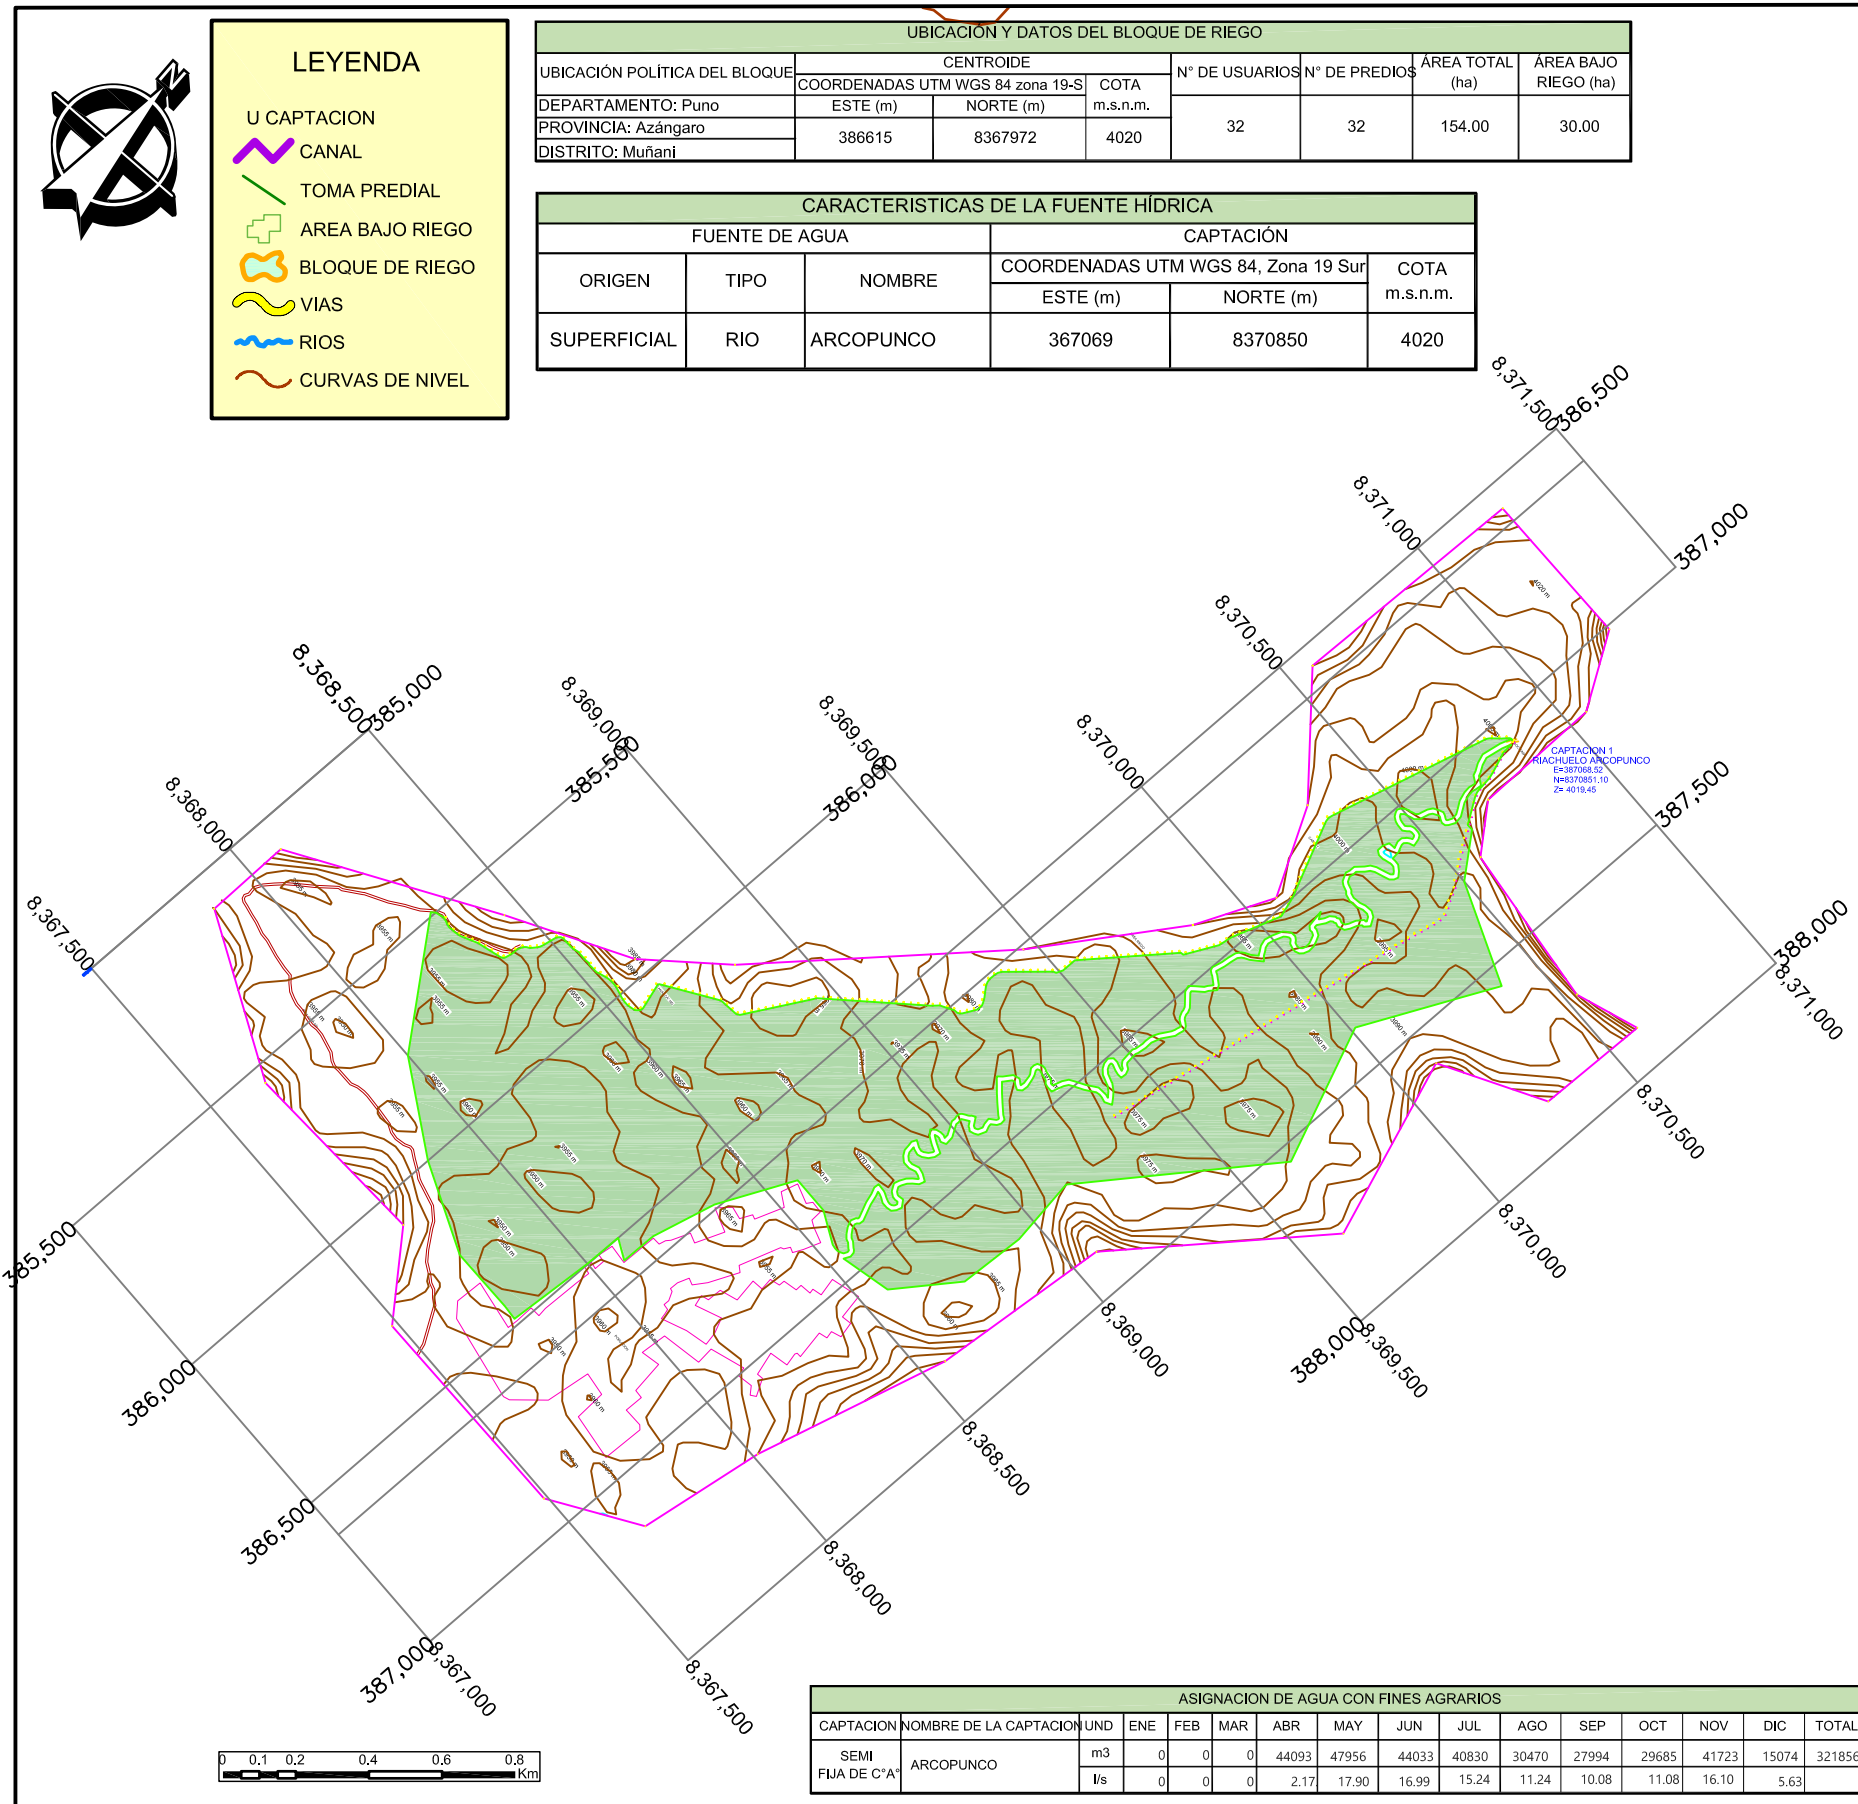 N
LEYENDA
U CAPTACION
CANAL
TOMA PREDIAL
AREA BAJO RIEGO
BLOQUE DE RIEGO
VIAS
RIOS
CURVAS DE NIVEL
UBICACIÓN Y DATOS DEL BLOQUE DE RIEGO
UBICACIÓN POLÍTICA DEL BLOQUE
CENTROIDE
N° DE USUARIOS
N° DE PREDIOS
ÁREA TOTAL (ha)
ÁREA BAJO RIEGO (ha)
COORDENADAS UTM WGS 84 zona 19-S
COTA m.s.n.m.
DEPARTAMENTO: Puno
ESTE (m)
NORTE (m)
PROVINCIA: Azángaro
DISTRITO: Muñani
386615
8367972
4020
32
32
154.00
30.00
CARACTERISTICAS DE LA FUENTE HÍDRICA
FUENTE DE AGUA
CAPTACIÓN
ORIGEN
TIPO
NOMBRE
COORDENADAS UTM WGS 84, Zona 19 Sur
COTA m.s.n.m.
ESTE (m)
NORTE (m)
SUPERFICIAL
RIO
ARCOPUNCO
367069
8370850
4020
8,371,500
386,500
8,371,000
387,000
8,370,500
8,368,500
385,000
8,369,000
385,500
8,369,500
386,000
8,370,000
8,368,000
387,500
8,367,500
388,000
8,371,000
CAPTACION 1
RIACHUELO ARCOPUNCO
E=387068,52
N=8370851,10
Z= 4019,45
8,370,500
385,500
8,370,000
386,000
8,369,000
388,000
8,369,500
8,368,500
386,500
8,368,000
387,000
8,367,000
8,367,500
0 0.1 0.2 0.4 0.6 0.8
Km
ASIGNACION DE AGUA CON FINES AGRARIOS
CAPTACION NOMBRE DE LA CAPTACION UND ENE FEB MAR ABR MAY JUN JUL AGO SEP OCT NOV DIC TOTAL
SEMI FIJA DE C°A°
ARCOPUNCO
m3 0 0 0 44093 47956 44033 40830 30470 27994 29685 41723 15074 321856
l/s 0 0 0 2.17 17.90 16.99 15.24 11.24 10.08 11.08 16.10 5.63